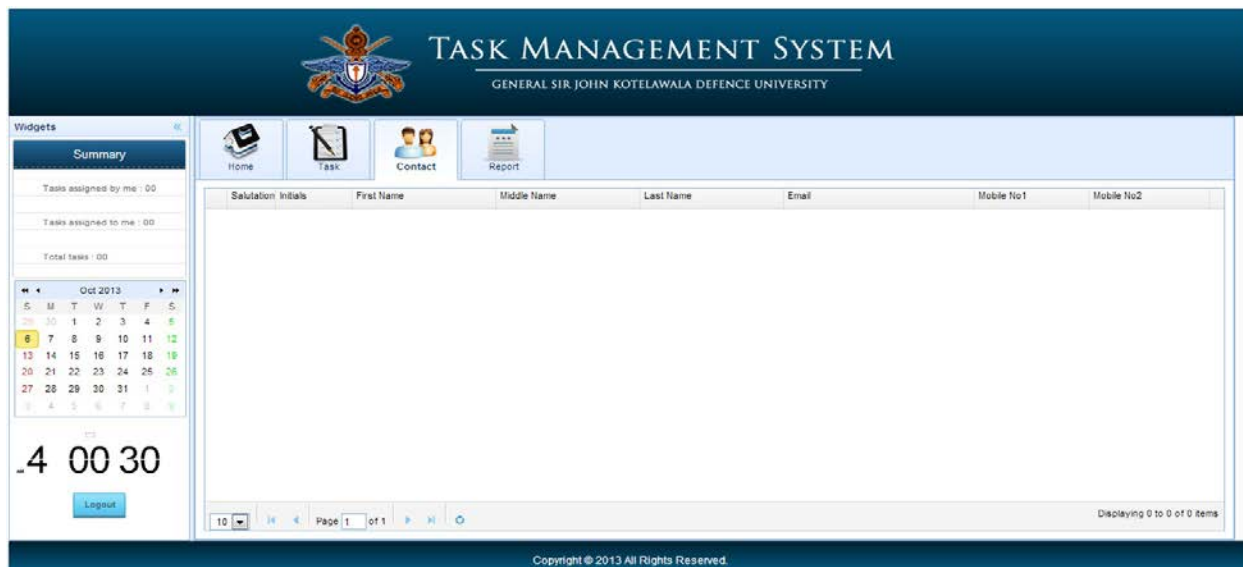 TASK MANAGEMENT SYSTEM
GENERAL SIR JOHN KOTELAWALA DEFENCE UNIVERSITY
Widgets
Summary
Tasks assigned by me : 00
Tasks assigned to me : 00
Total tasks : 00
Oct 2013
S M T W T F S
29 30 1 2 3 4 5
6 7 8 9 10 11 12
13 14 15 16 17 18 19
20 21 22 23 24 25 26
27 28 29 30 31 1 2
3 4 5 6 7 8 9
4 00 30
Logout
Home Task Contact Report
Salutation Initials First Name Middle Name Last Name Email Mobile No1 Mobile No2
10 Page 1 of 1 Displaying 0 to 0 of 0 items
Copyright © 2013 All Rights Reserved.